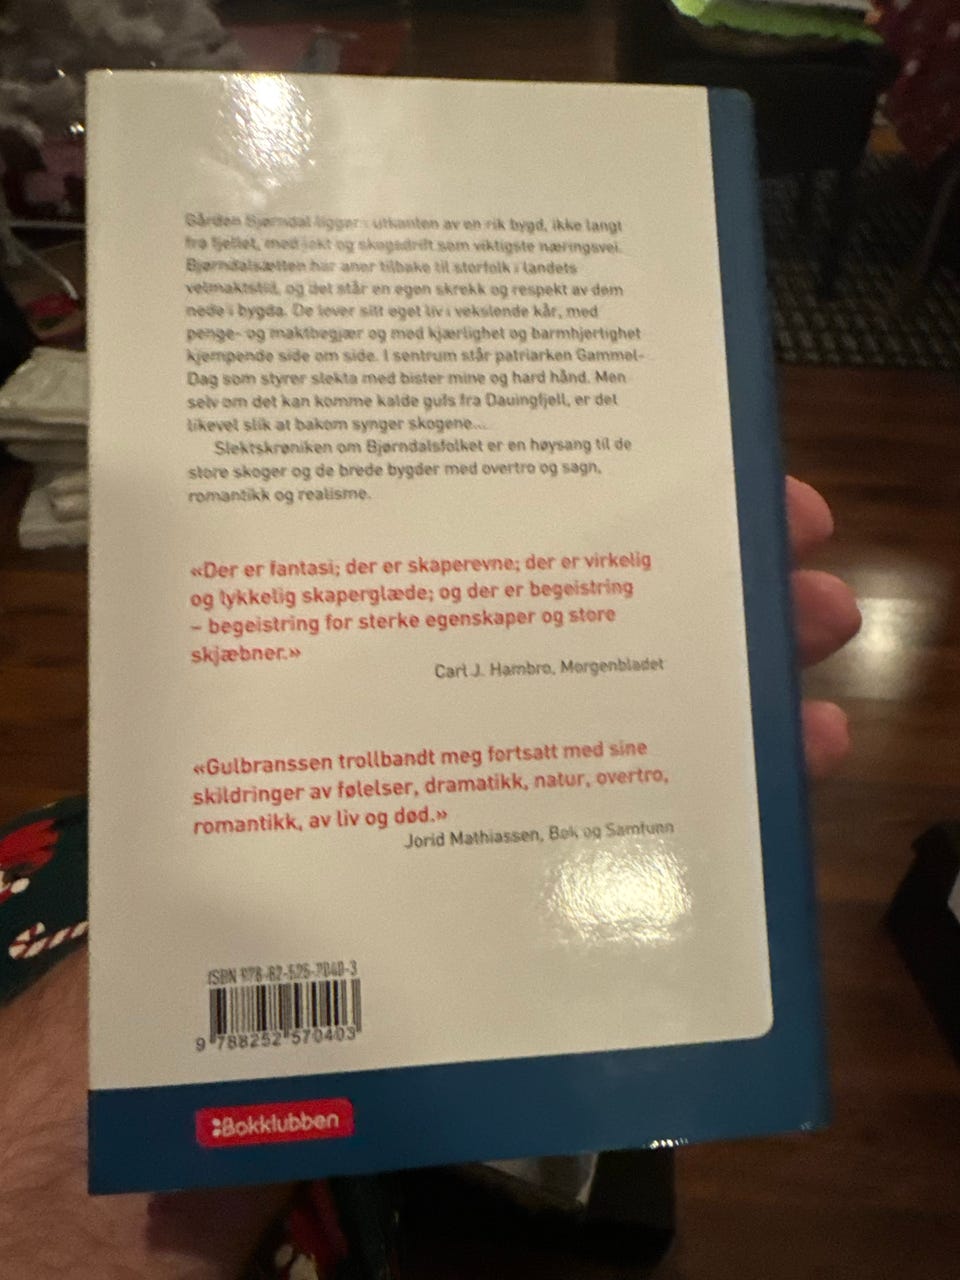 Gården Bjørndal ligger i utkanten av en rik bygd, ikke langt
fra fjellet, med jakt og skogsdrift som viktigste næringsvei.
Bjørndalsætten har aner tilbake til storfolk i landets
velmaktstid, og det står en egen skrekk og respekt av dem
nede i bygda. De lever sitt eget liv i vekslende kår, med
penge- og maktbegjær og med kjærlighet og barmhjertighet
kjempende side om side. I sentrum står patriarken Gammel-
Dag som styrer slekta med bister mine og hard hånd. Men
selv om det kan komme kalde gufs fra Dauingfjell, er det
likevel slik at bakom synger skogene...
Slektskrøniken om Bjørndalsfolket er en høysang til de
store skoger og de brede bygder med overtro og sagn,
romantikk og realisme.
«Der er fantasi; der er skaperevne; der er virkelig
og lykkelig skaperglæde; og der er begeistring
– begeistring for sterke egenskaper og store
skjæbner.»
Carl J. Hambro, Morgenbladet
«Gulbranssen trollbandt meg fortsatt med sine
skildringer av følelser, dramatikk, natur, overtro,
romantikk, av liv og død.»
Jorid Mathiassen, Bok og Samfunn
ISBN 978-82-525-7040-3
9 788252 570403
:Bokklubben